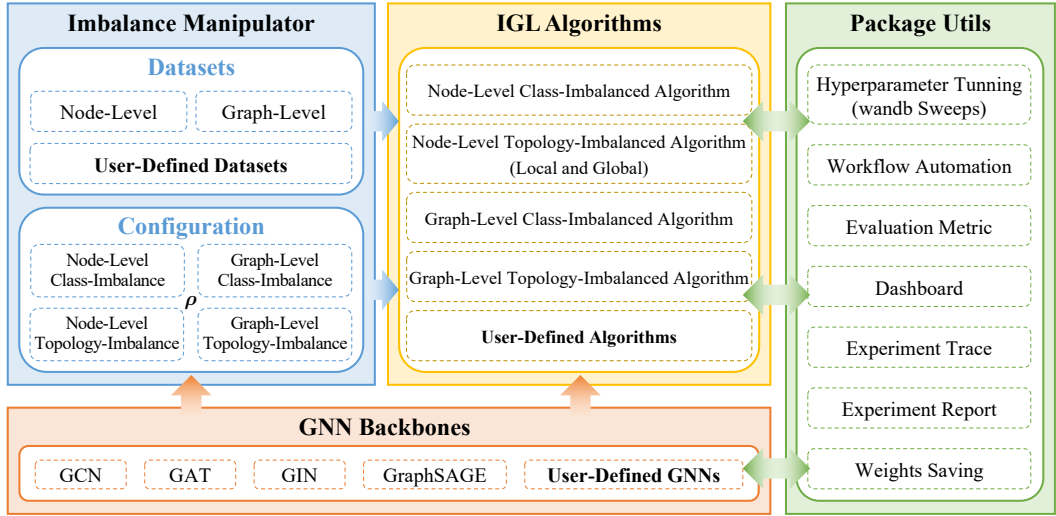 Imbalance Manipulator
Datasets
Node-Level
Graph-Level
User-Defined Datasets
Configuration
Node-Level
Class-Imbalance
Graph-Level
Class-Imbalance
ρ
Node-Level
Topology-Imbalance
Graph-Level
Topology-Imbalance
IGL Algorithms
Node-Level Class-Imbalanced Algorithm
Node-Level Topology-Imbalanced Algorithm
(Local and Global)
Graph-Level Class-Imbalanced Algorithm
Graph-Level Topology-Imbalanced Algorithm
User-Defined Algorithms
Package Utils
Hyperparameter Tunning
(wandb Sweeps)
Workflow Automation
Evaluation Metric
Dashboard
Experiment Trace
Experiment Report
Weights Saving
GNN Backbones
GCN
GAT
GIN
GraphSAGE
User-Defined GNNs